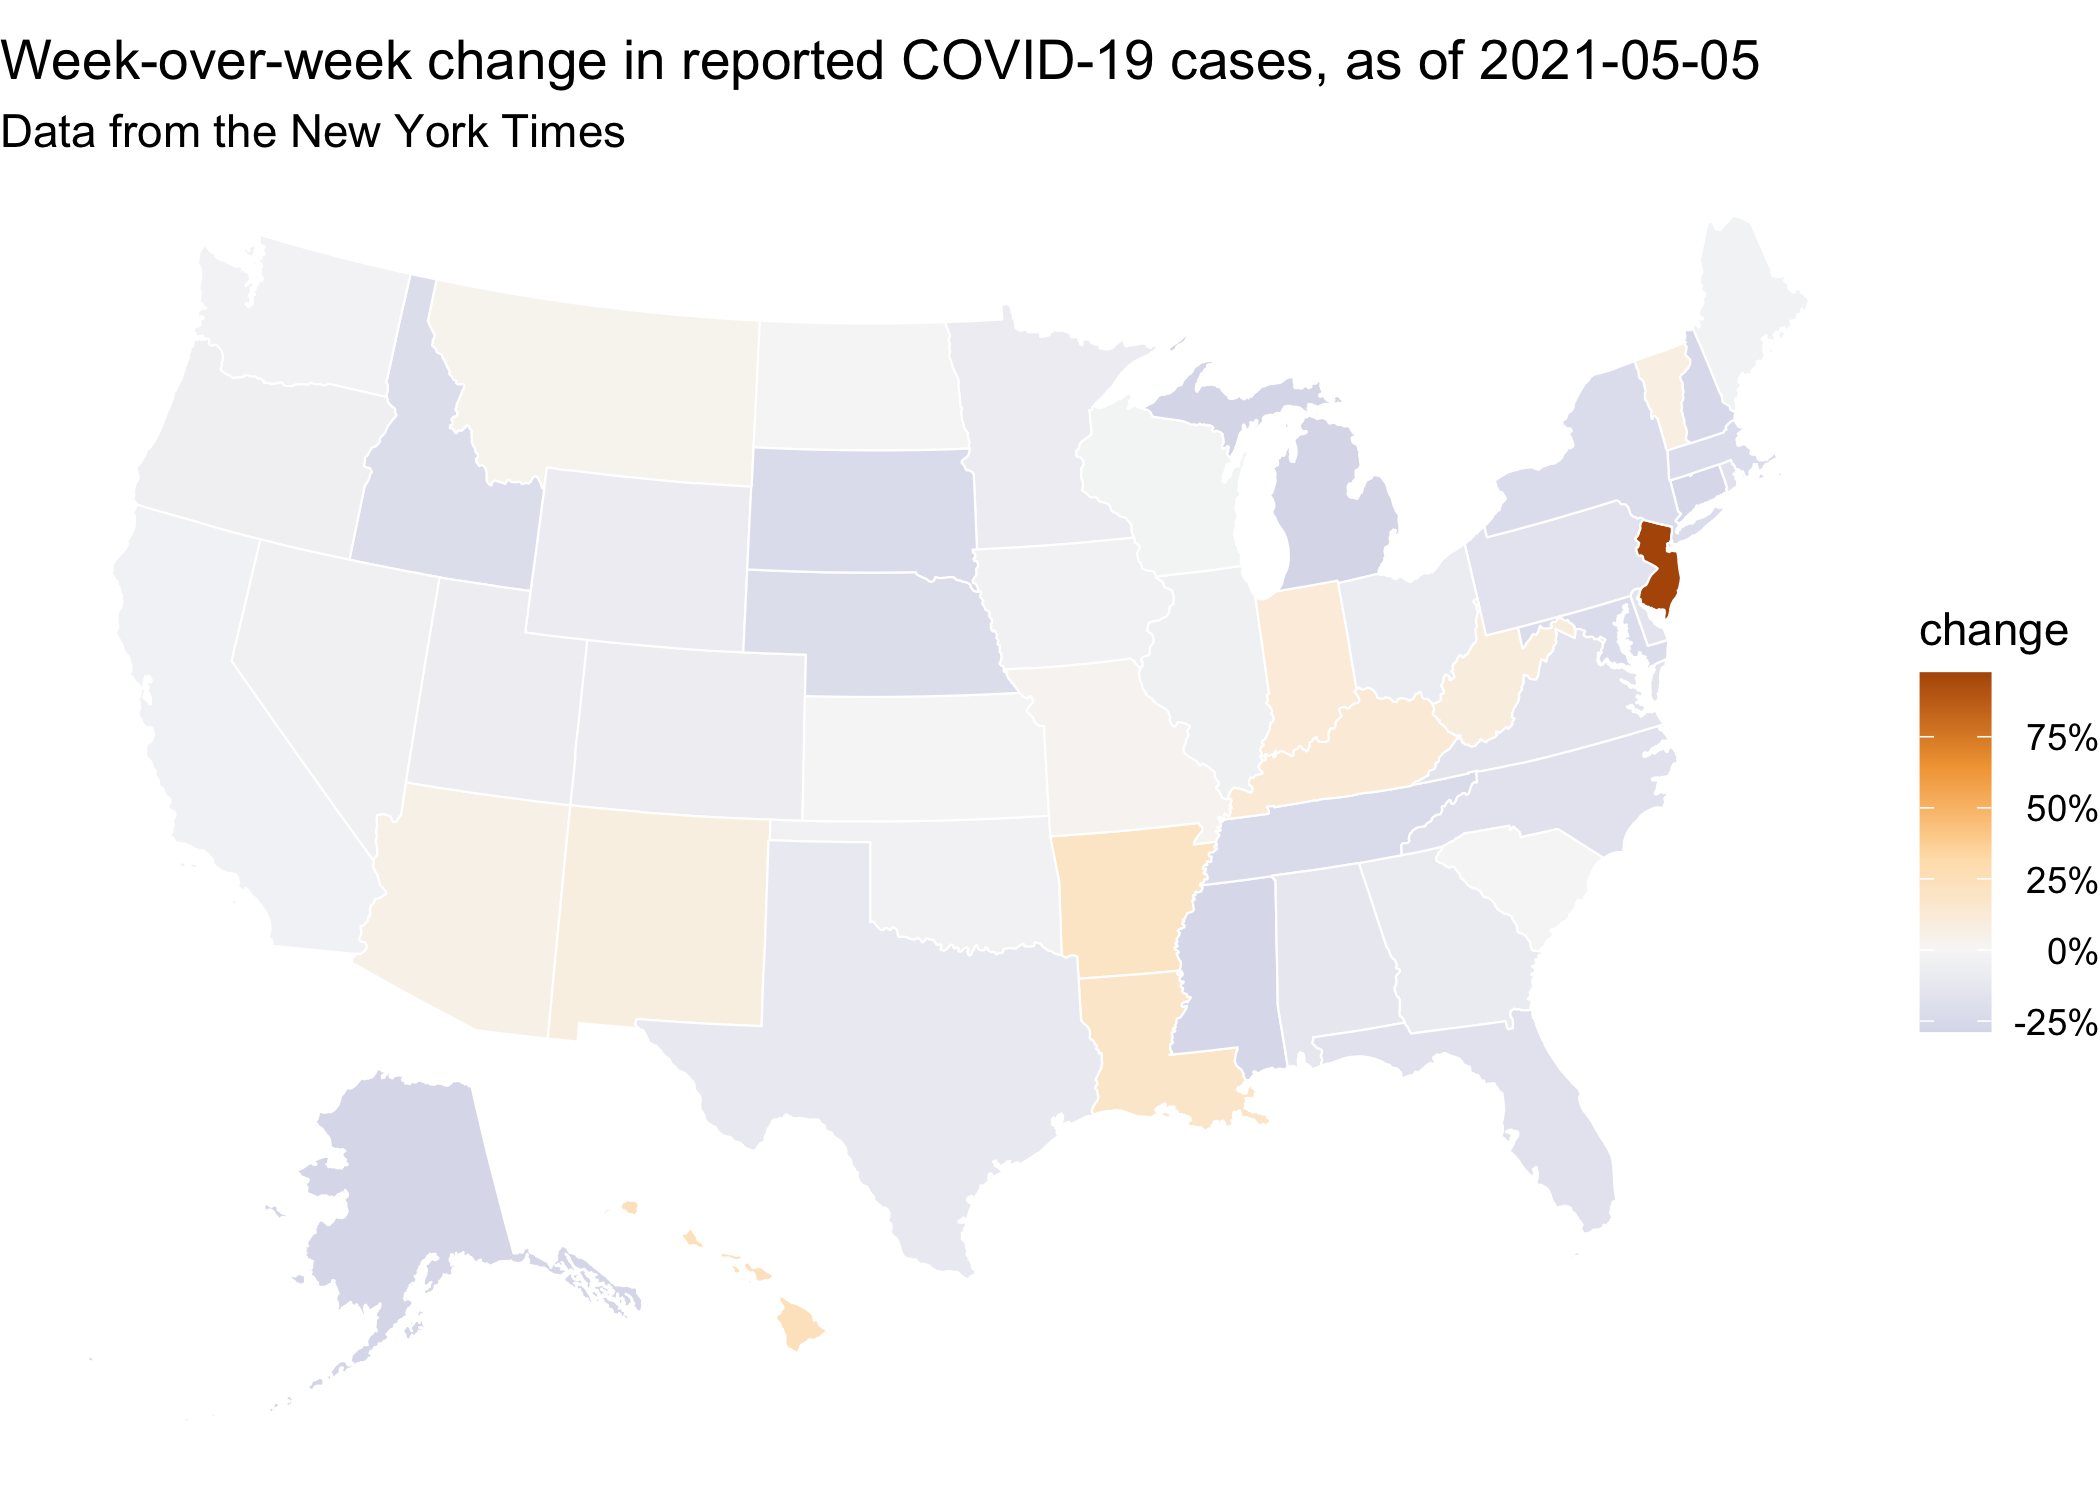 Week-over-week change in reported COVID-19 cases, as of 2021-05-05
Data from the New York Times
change
75%
50%
25%
0%
-25%